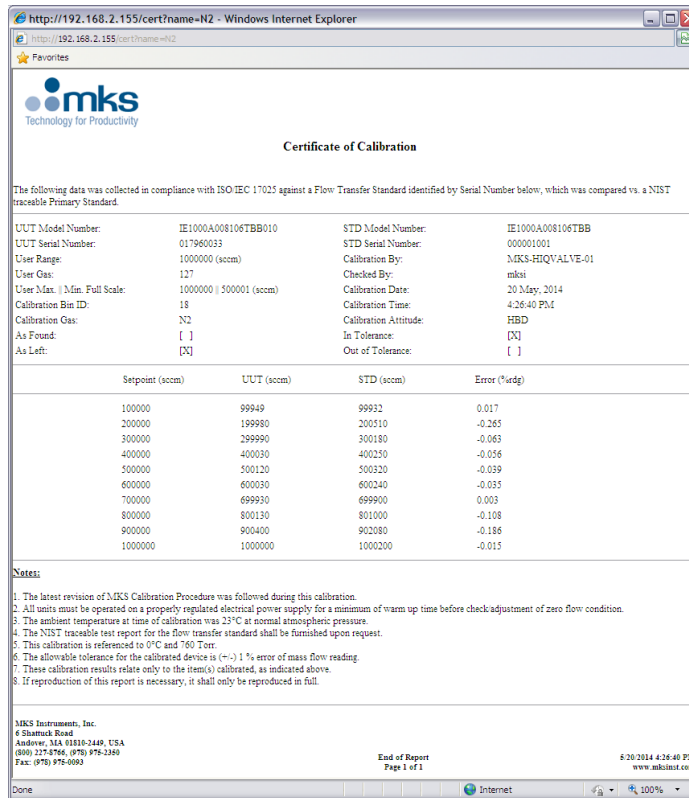 http://192.168.2.155/cert?name=N2 - Windows Internet Explorer
http://192.168.2.155/cert?name=N2
Favorites
mks
Technology for Productivity
Certificate of Calibration
The following data was collected in compliance with ISO/IEC 17025 against a Flow Transfer Standard identified by Serial Number below, which was compared vs. a NIST
traceable Primary Standard.
UUT Model Number: IE1000A008106TBB010 STD Model Number: IE1000A008106TBB
UUT Serial Number: 017960033 STD Serial Number: 000001001
User Range: 1000000 (sccm) Calibration By: MKS-HIQVALVE-01
User Gas: 127 Checked By: mksi
User Max. || Min. Full Scale: 1000000 || 500001 (sccm) Calibration Date: 20 May, 2014
Calibration Bin ID: 18 Calibration Time: 4:26:40 PM
Calibration Gas: N2 Calibration Attitude: HBD
As Found: [ ] In Tolerance: [X]
As Left: [X] Out of Tolerance: [ ]
Setpoint (sccm) UUT (sccm) STD (sccm) Error (%rdg)
100000 99949 99932 0.017
200000 199980 200510 -0.265
300000 299990 300180 -0.063
400000 400030 400250 -0.056
500000 500120 500320 -0.039
600000 600030 600240 -0.035
700000 699930 699900 0.003
800000 800130 801000 -0.108
900000 900400 902080 -0.186
1000000 1000000 1000200 -0.015
Notes:
1. The latest revision of MKS Calibration Procedure was followed during this calibration.
2. All units must be operated on a properly regulated electrical power supply for a minimum of warm up time before check/adjustment of zero flow condition.
3. The ambient temperature at time of calibration was 23°C at normal atmospheric pressure.
4. The NIST traceable test report for the flow transfer standard shall be furnished upon request.
5. This calibration is referenced to 0°C and 760 Torr.
6. The allowable tolerance for the calibrated device is (+/-) 1 % error of mass flow reading.
7. These calibration results relate only to the item(s) calibrated, as indicated above.
8. If reproduction of this report is necessary, it shall only be reproduced in full.
MKS Instruments, Inc.
6 Shattuck Road
Andover, MA 01810-2449, USA
(800) 227-8766, (978) 975-2350
Fax: (978) 975-0093
End of Report
Page 1 of 1
5/20/2014 4:26:40 P
www.mksinst.co
Done Internet 100%